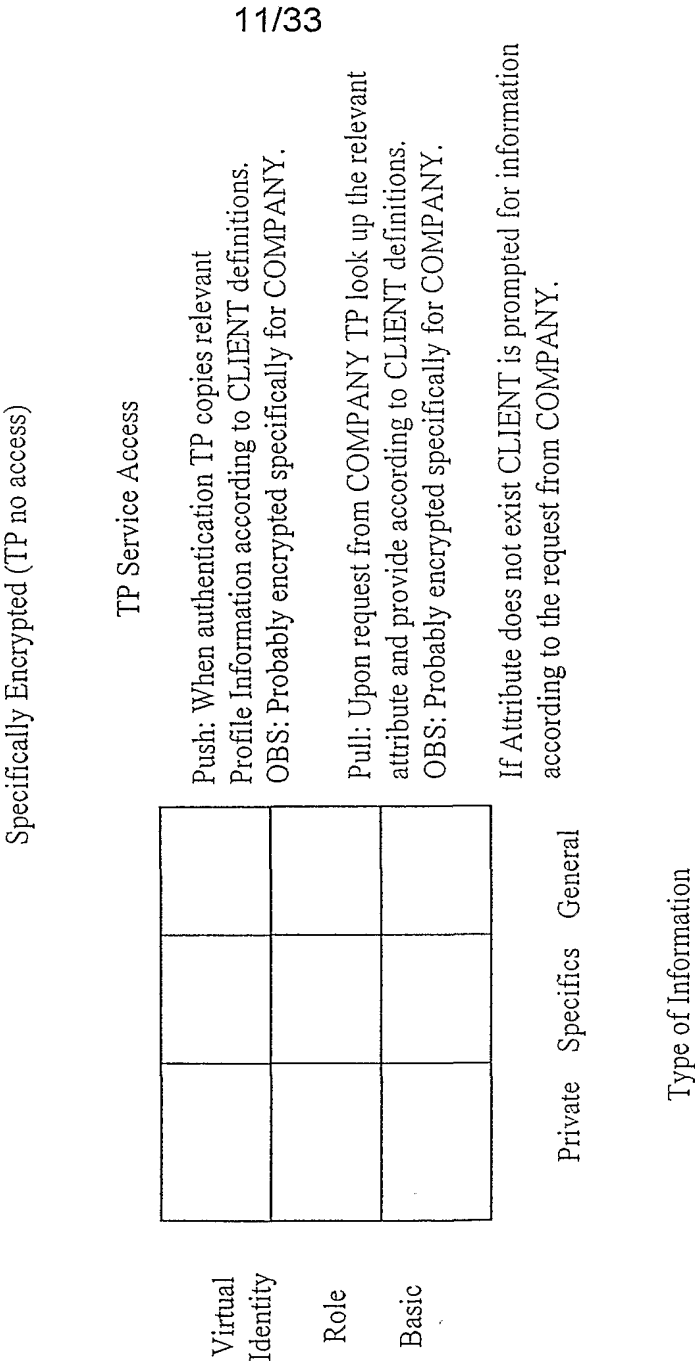 11/33
Specifically Encrypted (TP no access)
TP Service Access
Push: When authentication TP copies relevant
Profile Information according to CLIENT definitions.
OBS: Probably encrypted specifically for COMPANY.
Pull: Upon request from COMPANY TP look up the relevant
attribute and provide according to CLIENT definitions.
OBS: Probably encrypted specifically for COMPANY.
If Attribute does not exist CLIENT is prompted for information
according to the request from COMPANY.
Virtual
Identity
Role
Basic
Private Specifics General
Type of Information